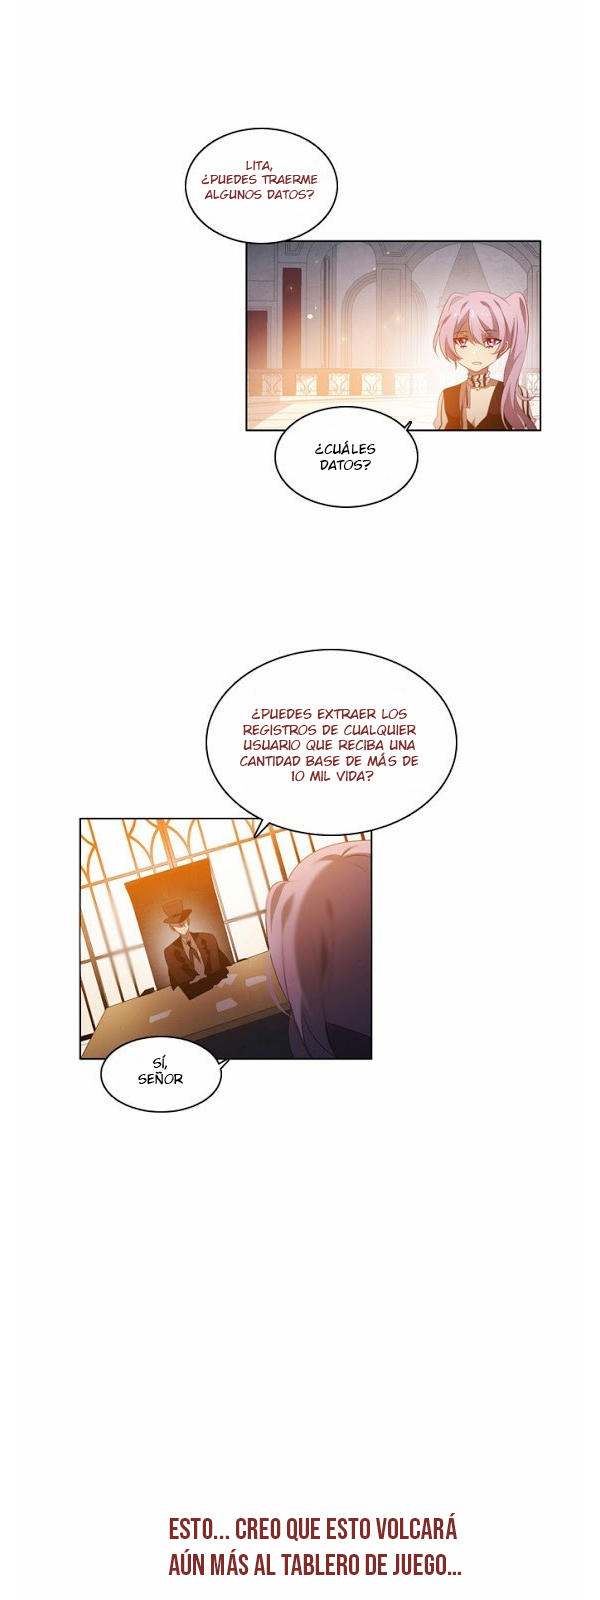 LITA,
¿PUEDES TRAERME
ALGUNOS DATOS?
¿CUÁLES
DATOS?
¿PUEDES EXTRAER LOS
REGISTROS DE CUALQUIER
USUARIO QUE RECIBA UNA
CANTIDAD BASE DE MÁS DE
10 MIL VIDA?
SÍ,
SEÑOR
ESTO... CREO QUE ESTO VOLCARÁ
AÚN MÁS AL TABLERO DE JUEGO...